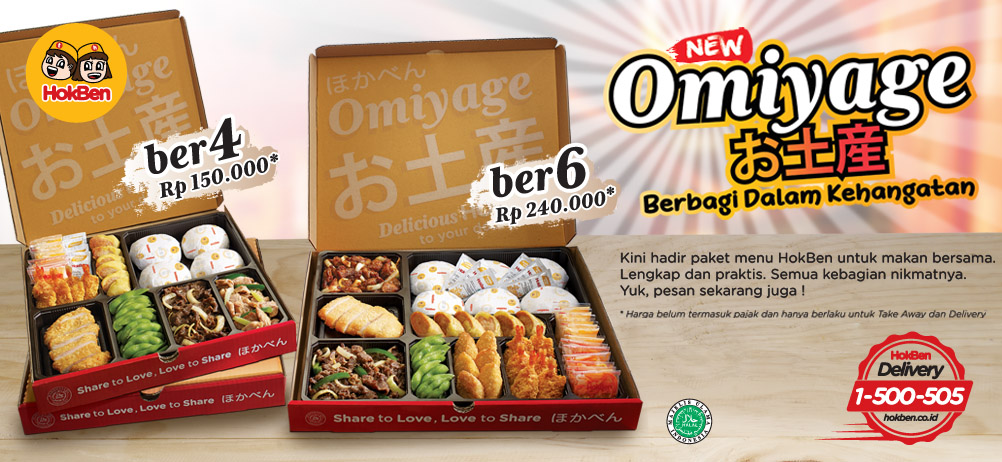 HokBen
ほかべん
Omiyage
お土産
ber4
Rp 150.000*
Delicious
to your
Share to Love, Love to Share ほかべん
Share to Love, Love to Share ほかべん
ほかべん
Omiyage
お土産
ber6
Rp 240.000*
Delicious
to your
Share to Love, Love to Share ほかべん
NEW
Omiyage
お土産
Berbagi Dalam Kehangatan
Kini hadir paket menu HokBen untuk makan bersama.
Lengkap dan praktis. Semua kebagian nikmatnya.
Yuk, pesan sekarang juga !
* Harga belum termasuk pajak dan hanya berlaku untuk Take Away dan Delivery
HokBen
Delivery
1-500-505
hokben.co.id
MAJELIS ULAMA INDONESIA
HALAL